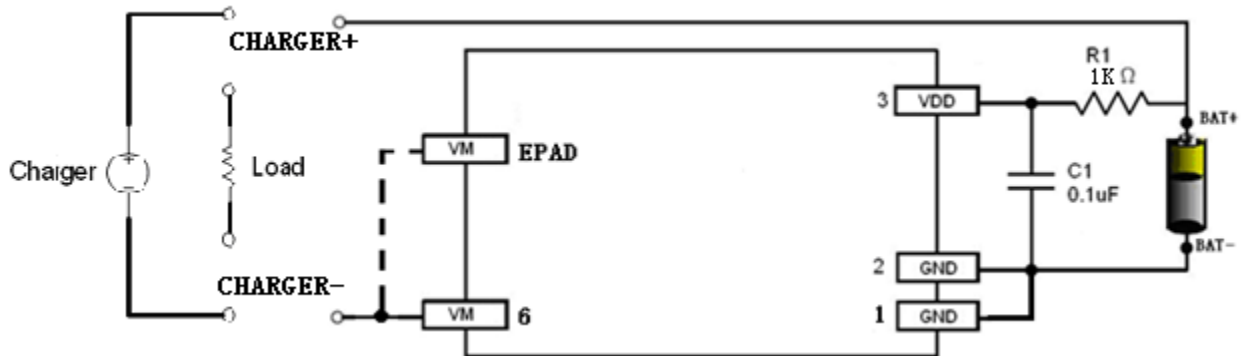 CHARGER+
R1
1K Ω
3 VDD
BAT+
VM EPAD
Charger
+
-
Load
C1
0.1uF
BAT-
2 GND
CHARGER-
VM 6
1 GND